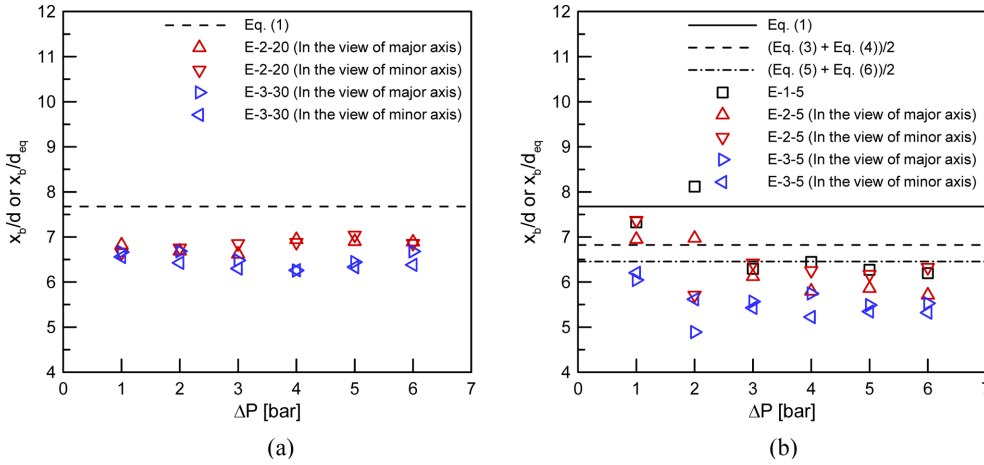 12
11
10
9
8
7
6
5
4
0
1
2
3
4
5
6
7
x_b/d or x_b/d_eq
ΔP [bar]
Eq. (1)
E-2-20 (In the view of major axis)
E-2-20 (In the view of minor axis)
E-3-30 (In the view of major axis)
E-3-30 (In the view of minor axis)
(a)
12
11
10
9
8
7
6
5
4
0
1
2
3
4
5
6
7
x_b/d or x_b/d_eq
ΔP [bar]
Eq. (1)
(Eq. (3) + Eq. (4))/2
(Eq. (5) + Eq. (6))/2
E-1-5
E-2-5 (In the view of major axis)
E-2-5 (In the view of minor axis)
E-3-5 (In the view of major axis)
E-3-5 (In the view of minor axis)
(b)